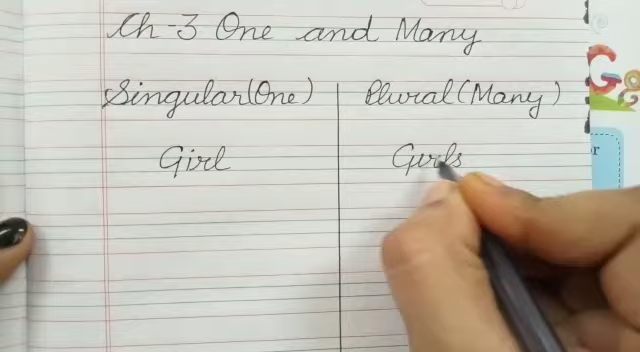 Ch-3 One and Many
Singular(One) Plural(Many)
Girl Girls